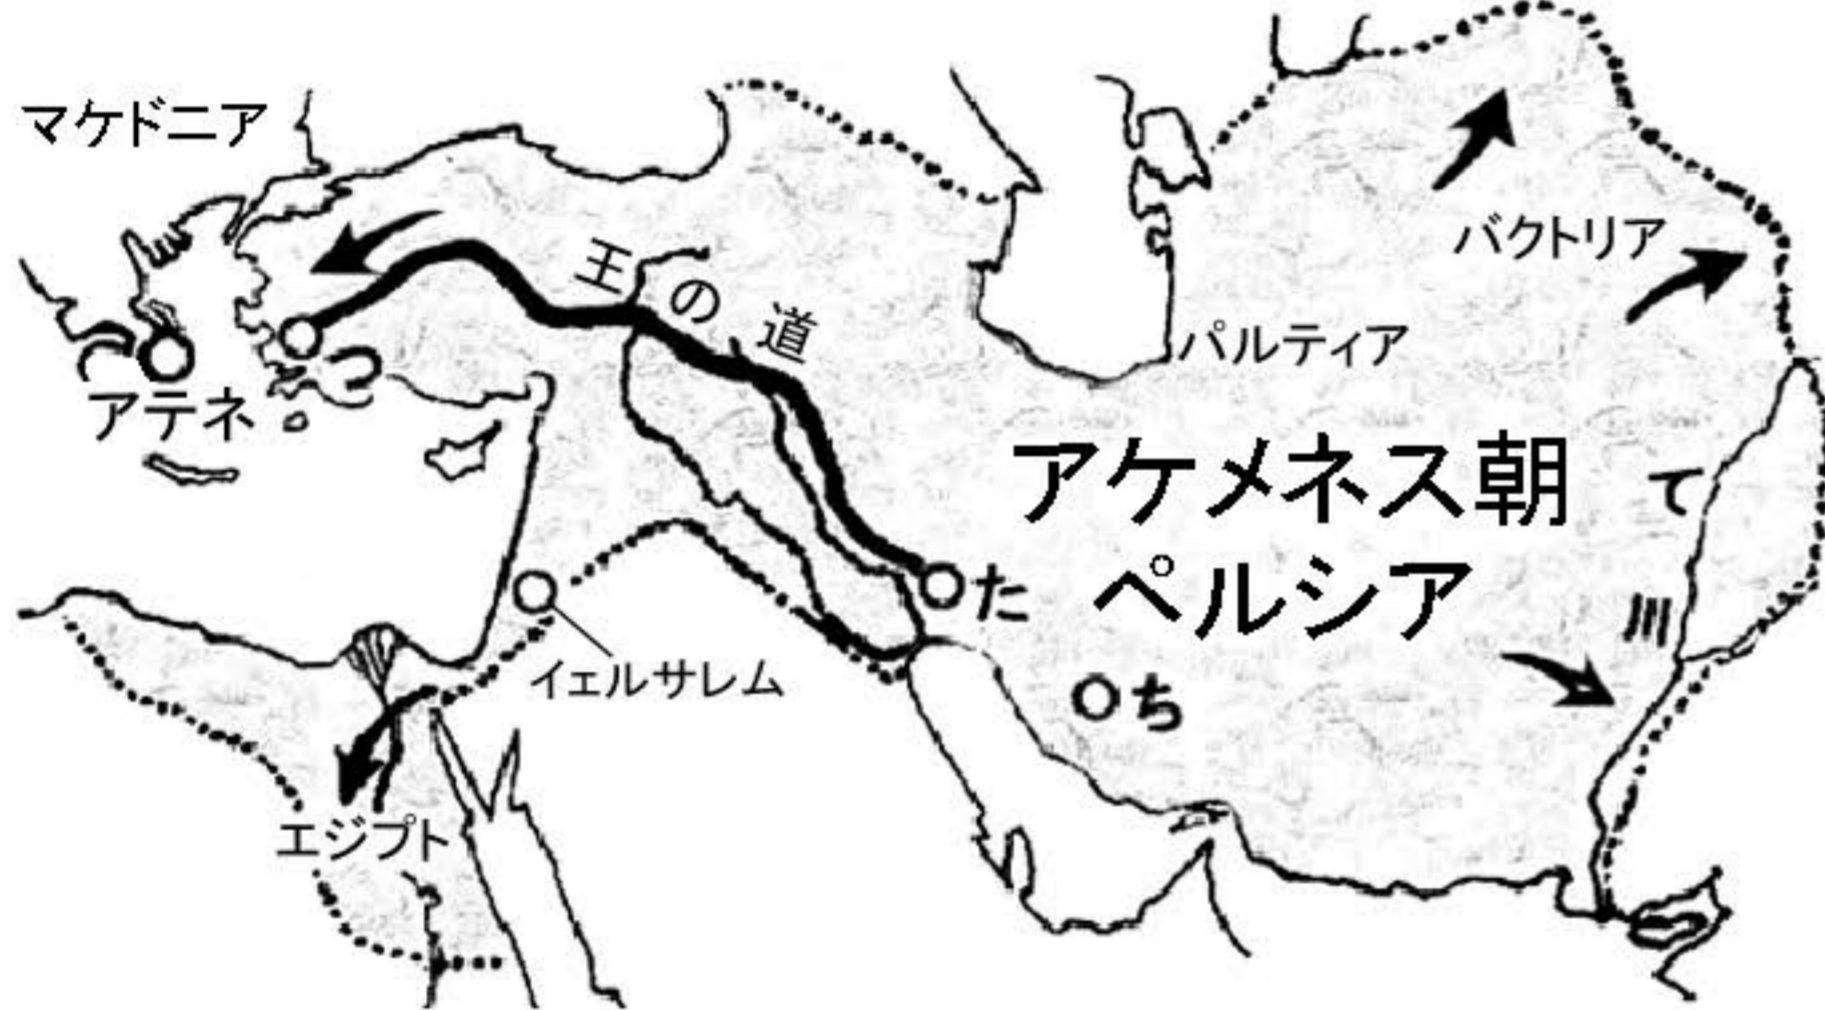 マケドニア
バクトリア
王の道
パルティア
つ
アテネ
アケメネス朝
ペルシア
て
川
た
イェルサレム
ち
エジプト